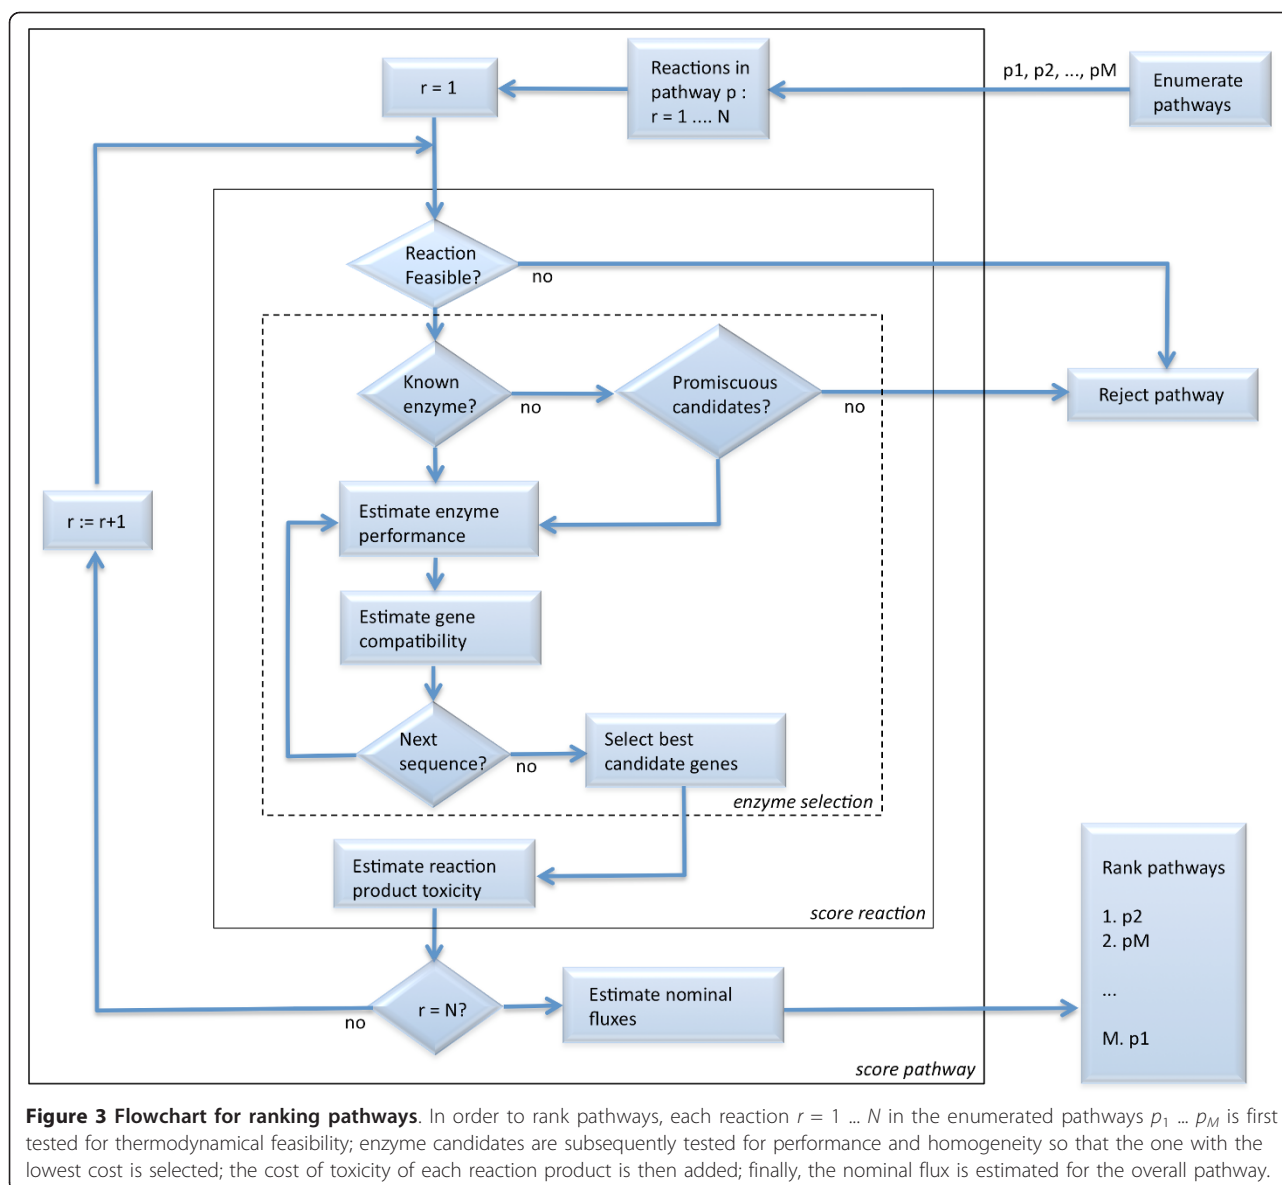 r = 1
Reactions in
pathway p :
r = 1 .... N
p1, p2, ..., pM
Enumerate
pathways
Reaction
Feasible?
no
Known
enzyme?
no
Promiscuous
candidates?
no
Reject pathway
r := r+1
Estimate enzyme
performance
Estimate gene
compatibility
Next
sequence?
no
Select best
candidate genes
enzyme selection
Estimate reaction
product toxicity
score reaction
r = N?
no
Estimate nominal
fluxes
score pathway
Rank pathways
1. p2
2. pM
...
M. p1
Figure 3 Flowchart for ranking pathways. In order to rank pathways, each reaction r = 1 ... N in the enumerated pathways p1 ... pM is first
tested for thermodynamical feasibility; enzyme candidates are subsequently tested for performance and homogeneity so that the one with the
lowest cost is selected; the cost of toxicity of each reaction product is then added; finally, the nominal flux is estimated for the overall pathway.